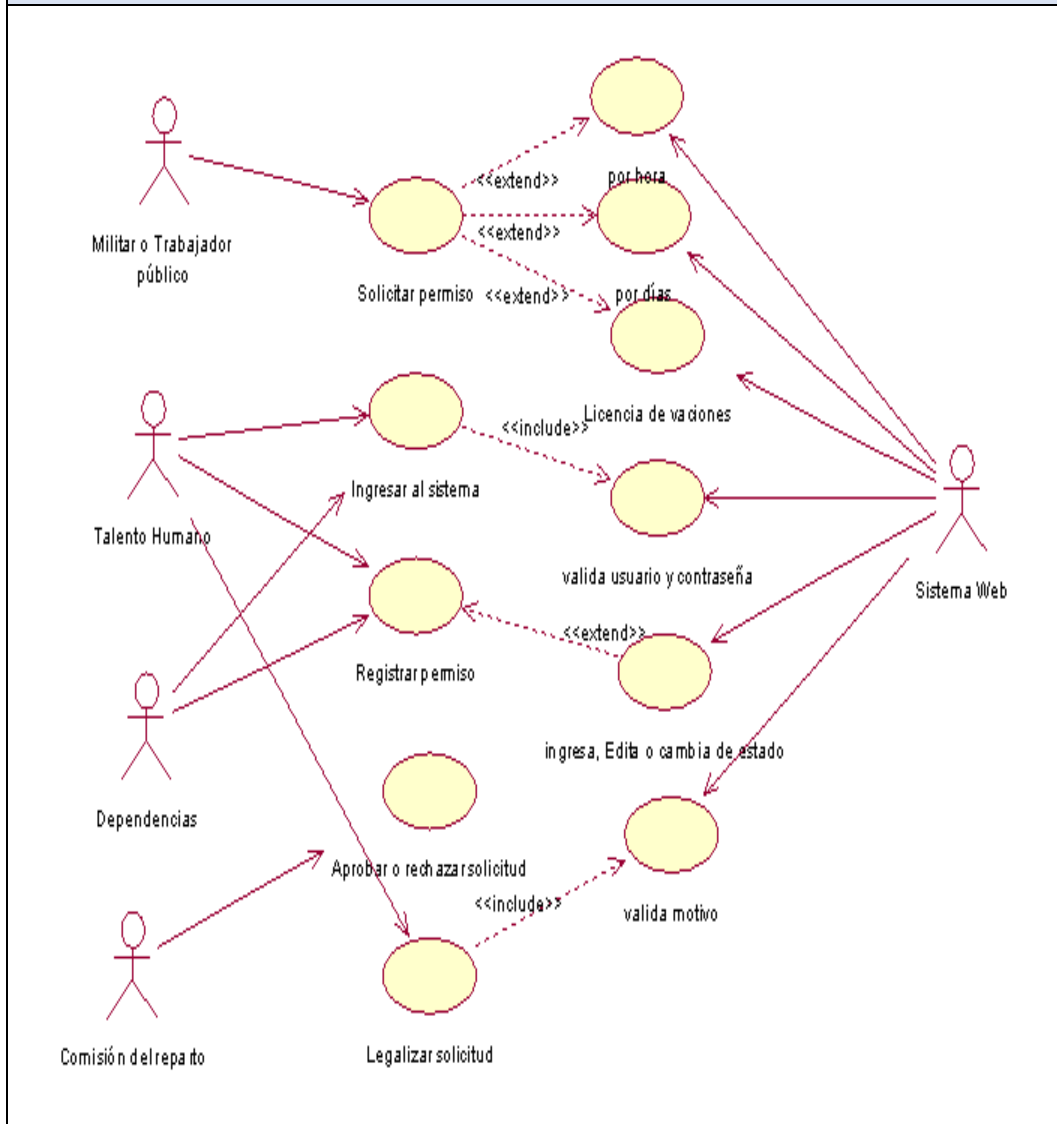 <<extend>>
por hora
Militar o Trabajador
público
<<extend>>
Solicitar permiso
<<extend>>
por días
Licencia de vaciones
<<include>>
Ingresar al sistema
Talento Humano
valida usuario y contraseña
Sistema Web
<<extend>>
Registrar permiso
ingresa, Edita o cambia de estado
Dependencias
Aprobar o rechazar solicitud
<<include>>
valida motivo
Comisión del reparto
Legalizar solicitud